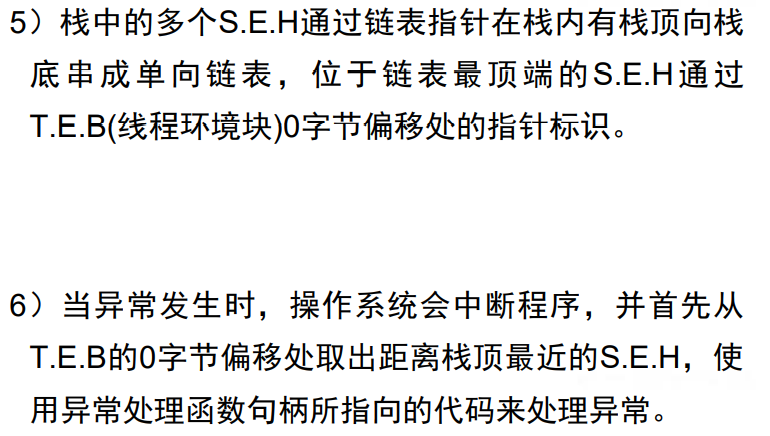 5）栈中的多个S.E.H通过链表指针在栈内有栈顶向栈
底串成单向链表，位于链表最顶端的S.E.H通过
T.E.B(线程环境块)0字节偏移处的指针标识。
6）当异常发生时，操作系统会中断程序，并首先从
T.E.B的0字节偏移处取出距离栈顶最近的S.E.H，使
用异常处理函数句柄所指向的代码来处理异常。